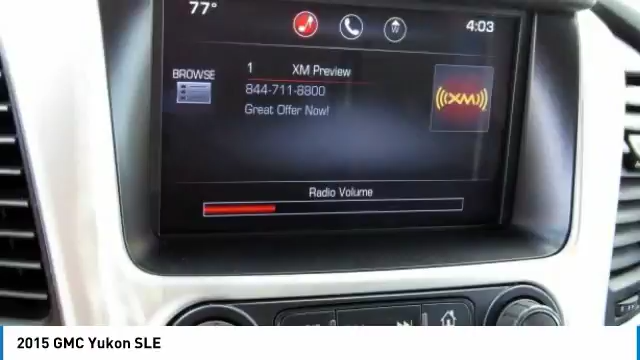 77°
4:03
BROWSE
1 XM Preview
844-711-8800
Great Offer Now!
((XM))
Radio Volume
2015 GMC Yukon SLE